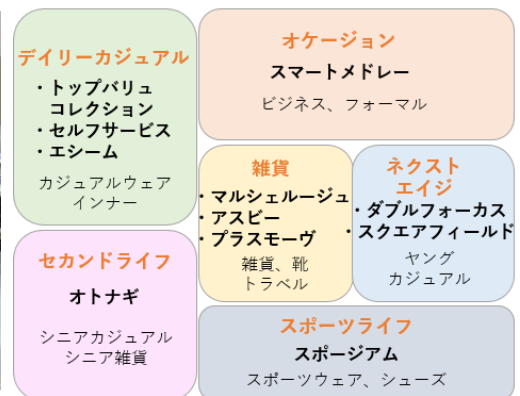 デイリーカジュアル
・トップバリュ
コレクション
・セルフサービス
・エシーム
カジュアルウェア
インナー
オケージョン
スマートメドレー
ビジネス、フォーマル
雑貨
・マルシェルージュ
・アスビー
・プラスモーヴ
雑貨、靴
トラベル
ネクスト
エイジ
・ダブルフォーカス
・スクエアフィールド
ヤング
カジュアル
セカンドライフ
オトナギ
シニアカジュアル
シニア雑貨
スポーツライフ
スポージアム
スポーツウェア、シューズ